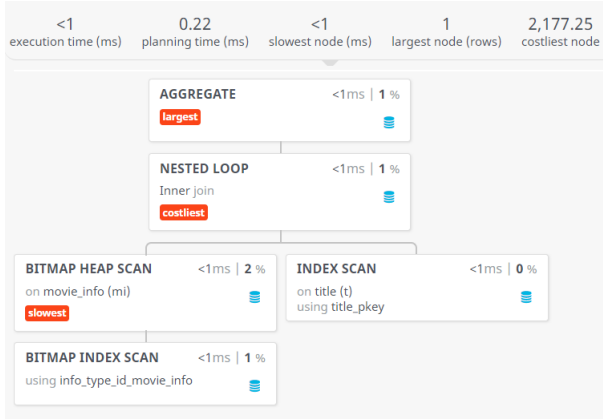 <1 0.22 <1 1 2,177.25
execution time (ms) planning time (ms) slowest node (ms) largest node (rows) costliest node
AGGREGATE <1ms | 1 %
largest
NESTED LOOP <1ms | 1 %
Inner join
costliest
BITMAP HEAP SCAN <1ms | 2 %
on movie_info (mi)
slowest
INDEX SCAN <1ms | 0 %
on title (t)
using title_pkey
BITMAP INDEX SCAN <1ms | 1 %
using info_type_id_movie_info